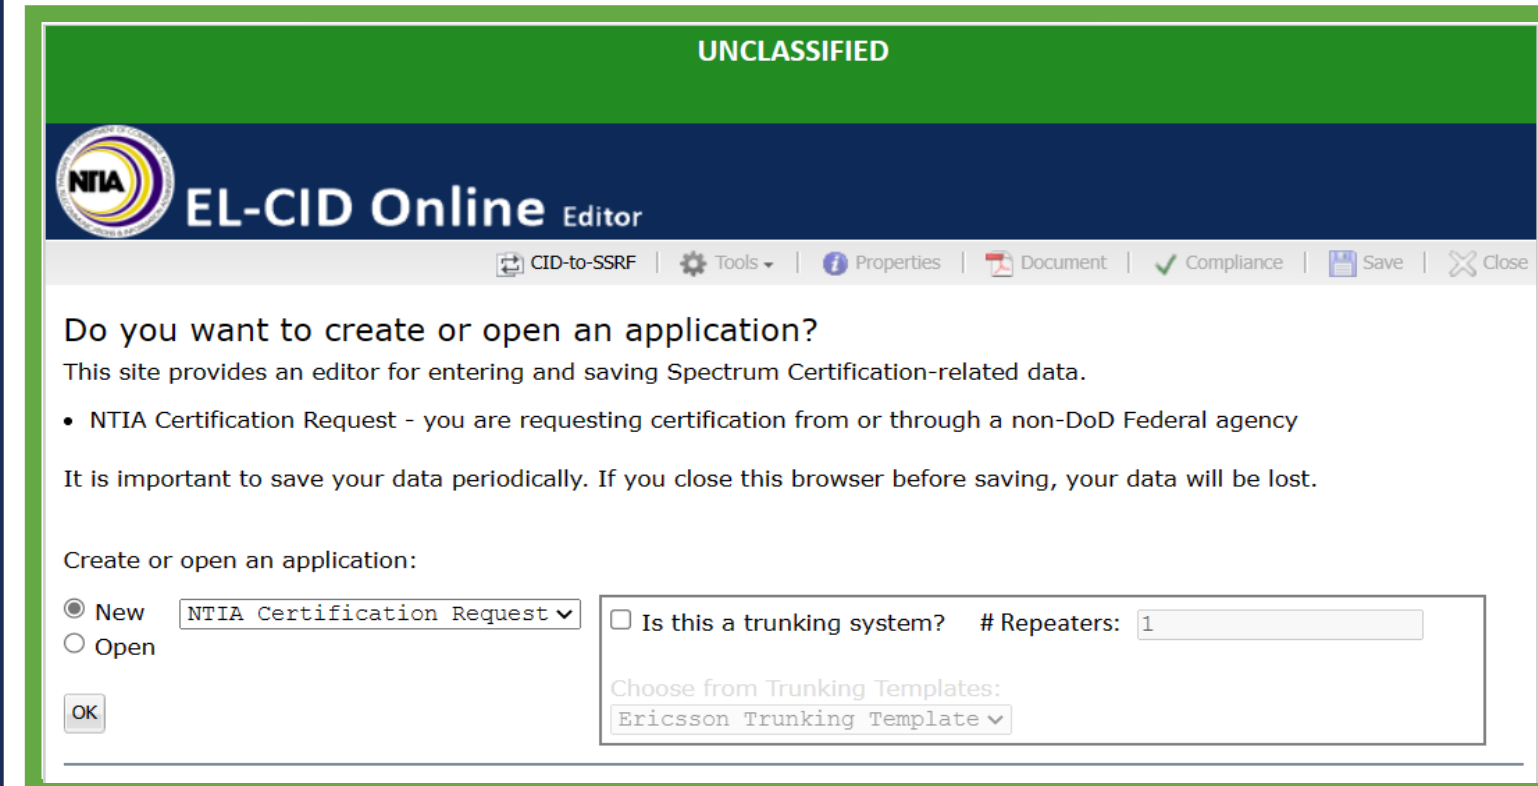 UNCLASSIFIED
NTIA
EL-CID Online Editor
CID-to-SSRF | Tools | Properties | Document | Compliance | Save | Close
Do you want to create or open an application?
This site provides an editor for entering and saving Spectrum Certification-related data.
• NTIA Certification Request - you are requesting certification from or through a non-DoD Federal agency
It is important to save your data periodically. If you close this browser before saving, your data will be lost.
Create or open an application:
New NTIA Certification Request
Is this a trunking system? # Repeaters: 1
Open
Choose from Trunking Templates:
OK
Ericsson Trunking Template